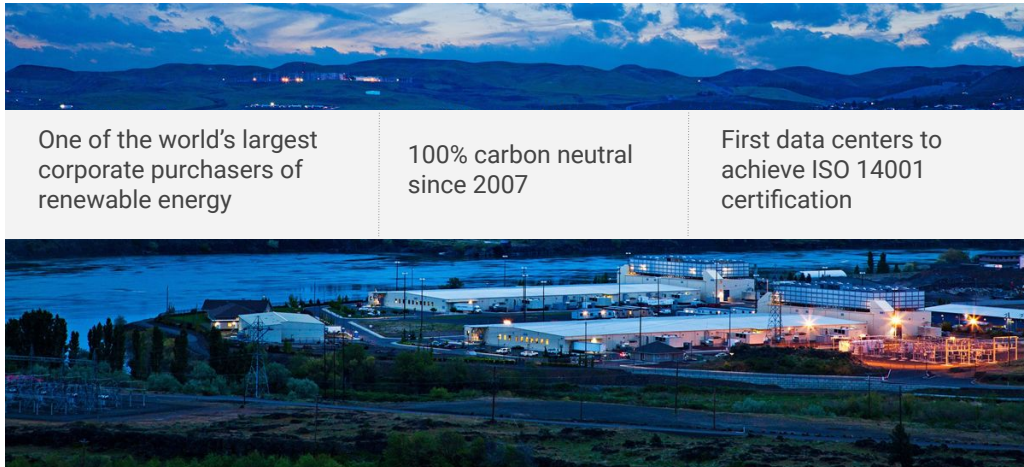 One of the world’s largest
corporate purchasers of
renewable energy
100% carbon neutral
since 2007
First data centers to
achieve ISO 14001
certification